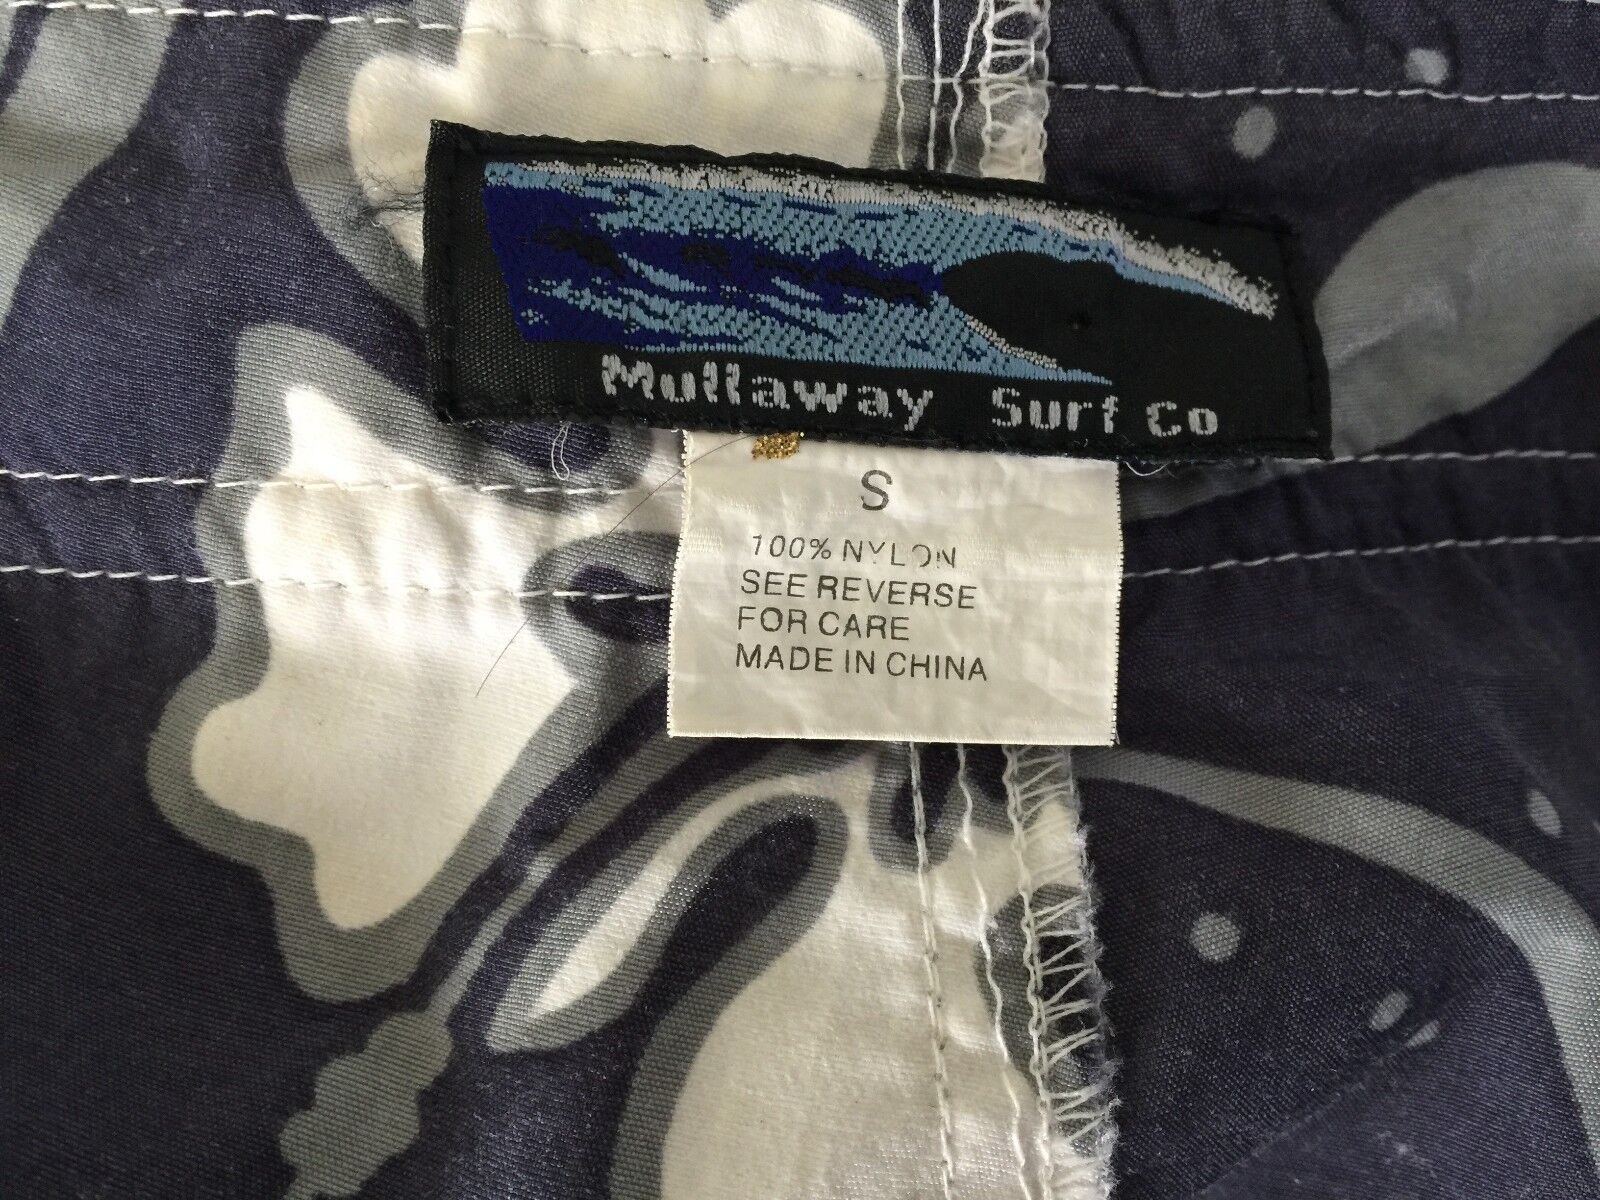 Mullaway Surf Co
S
100% NYLON
SEE REVERSE
FOR CARE
MADE IN CHINA